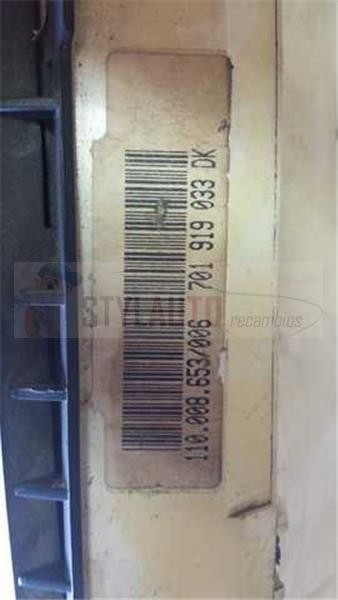 110.008.653/006 701 919 033 DK
STYLAUTO
recambios